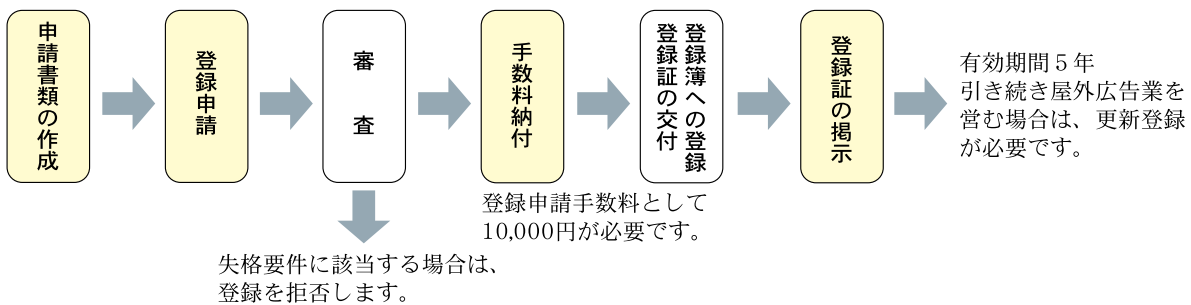 申請書類の作成
登録申請
審査
手数料納付
登録簿への登録
登録証の交付
登録証の掲示
有効期間5年
引き続き屋外広告業を
営む場合は、更新登録
が必要です。
登録申請手数料として
10,000円が必要です。
失格要件に該当する場合は、
登録を拒否します。